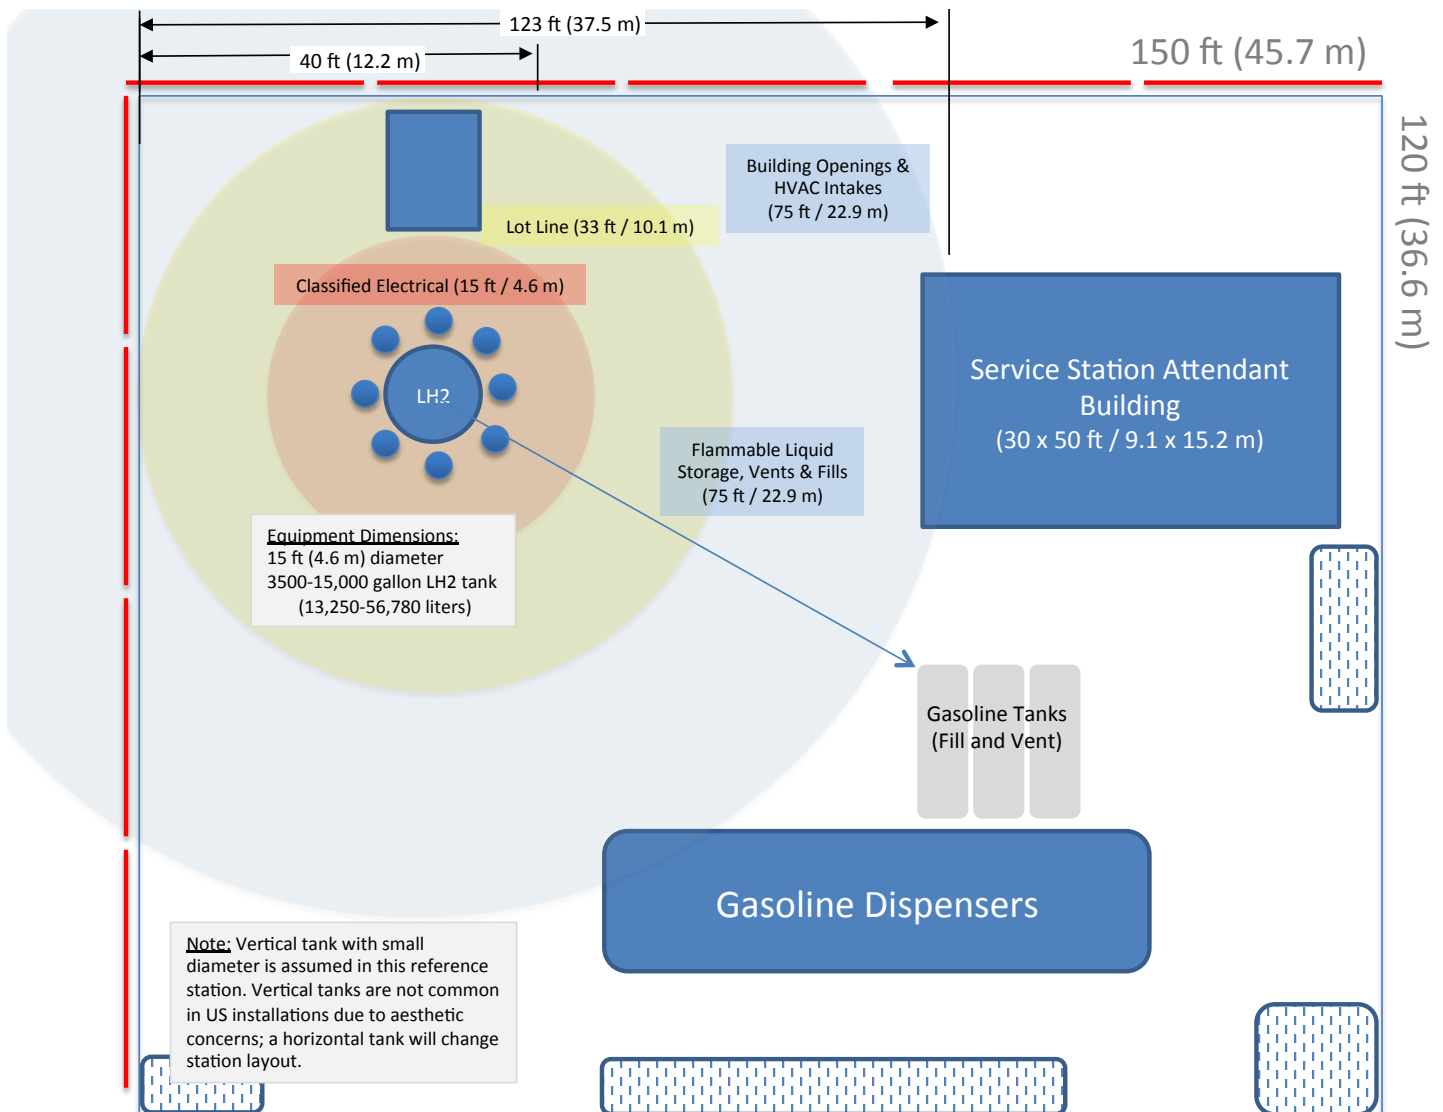 123 ft (37.5 m)
40 ft (12.2 m)
150 ft (45.7 m)
120 ft (36.6 m)
Building Openings &
HVAC Intakes
(75 ft / 22.9 m)
Lot Line (33 ft / 10.1 m)
Classified Electrical (15 ft / 4.6 m)
LH2
Service Station Attendant
Building
(30 x 50 ft / 9.1 x 15.2 m)
Flammable Liquid
Storage, Vents & Fills
(75 ft / 22.9 m)
Equipment Dimensions:
15 ft (4.6 m) diameter
3500-15,000 gallon LH2 tank
(13,250-56,780 liters)
Gasoline Tanks
(Fill and Vent)
Gasoline Dispensers
Note: Vertical tank with small
diameter is assumed in this reference
station. Vertical tanks are not common
in US installations due to aesthetic
concerns; a horizontal tank will change
station layout.